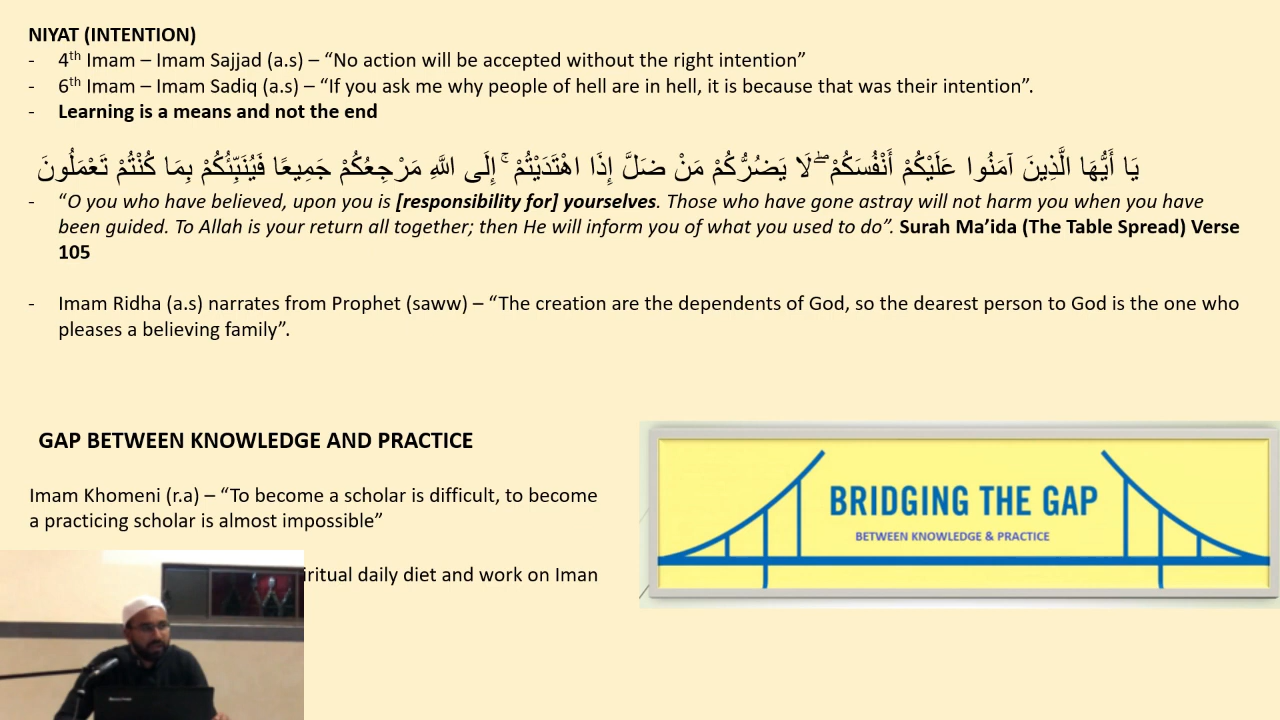 NIYAT (INTENTION)
- 4th Imam – Imam Sajjad (a.s) – “No action will be accepted without the right intention”
- 6th Imam – Imam Sadiq (a.s) – “If you ask me why people of hell are in hell, it is because that was their intention”.
- Learning is a means and not the end
يَا أَيُّهَا الَّذِينَ آمَنُوا عَلَيْكُمْ أَنْفُسَكُمْ ۖ لَا يَضُرُّكُمْ مَنْ ضَلَّ إِذَا اهْتَدَيْتُمْ ۚ إِلَى اللَّهِ مَرْجِعُكُمْ جَمِيعًا فَيُنَبِّئُكُمْ بِمَا كُنْتُمْ تَعْمَلُونَ
- “O you who have believed, upon you is [responsibility for] yourselves. Those who have gone astray will not harm you when you have
been guided. To Allah is your return all together; then He will inform you of what you used to do”. Surah Ma’ida (The Table Spread) Verse
105
- Imam Ridha (a.s) narrates from Prophet (saww) – “The creation are the dependents of God, so the dearest person to God is the one who
pleases a believing family”.
GAP BETWEEN KNOWLEDGE AND PRACTICE
Imam Khomeni (r.a) – “To become a scholar is difficult, to become
a practicing scholar is almost impossible”
daily diet and work on Iman
BRIDGING THE GAP
BETWEEN KNOWLEDGE & PRACTICE